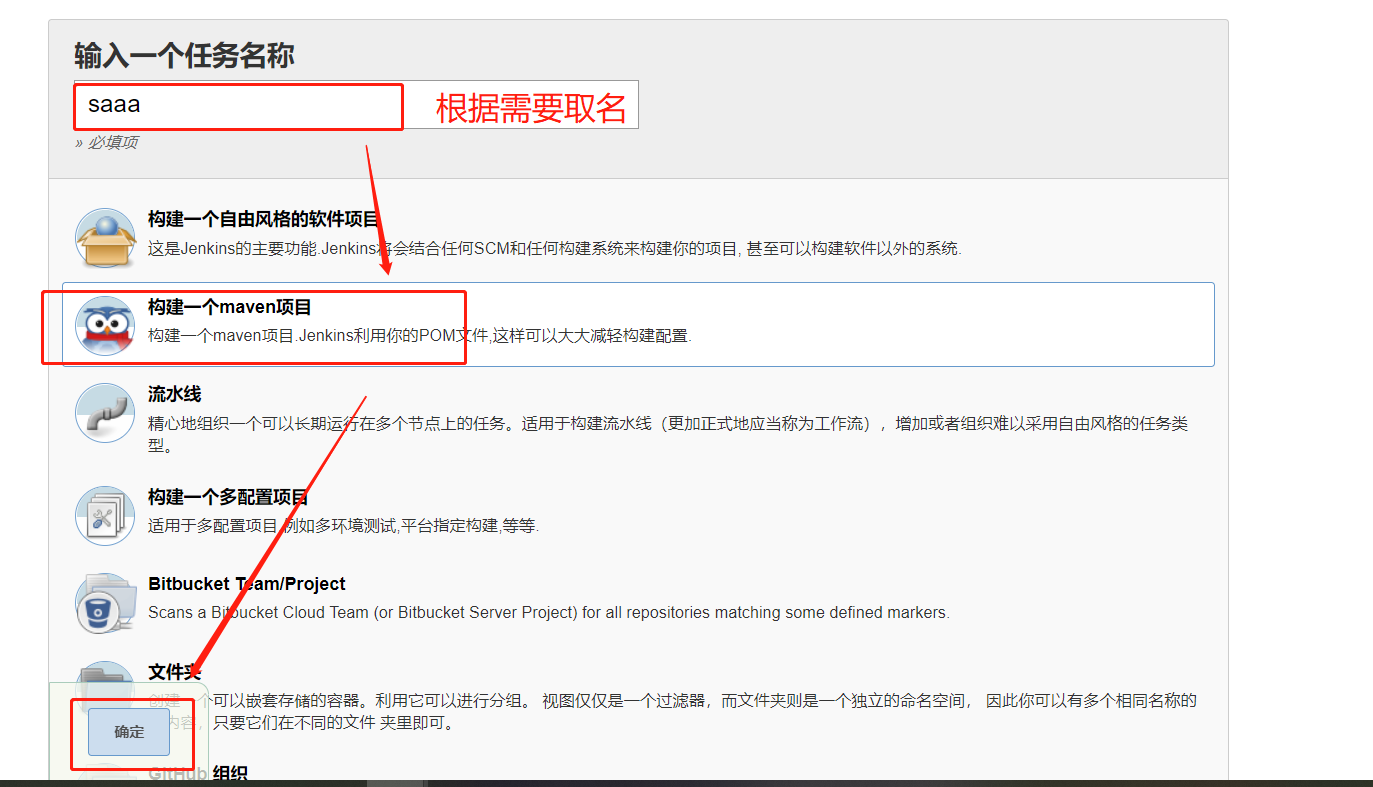 输入一个任务名称
saaa
根据需要取名
» 必填项
构建一个自由风格的软件项目
这是Jenkins的主要功能.Jenkins将会结合任何SCM和任何构建系统来构建你的项目, 甚至可以构建软件以外的系统.
构建一个maven项目
构建一个maven项目.Jenkins利用你的POM文件,这样可以大大减轻构建配置.
流水线
精心地组织一个可以长期运行在多个节点上的任务。适用于构建流水线（更加正式地应当称为工作流），增加或者组织难以采用自由风格的任务类
型。
构建一个多配置项目
适用于多配置项目,例如多环境测试,平台指定构建,等等.
Bitbucket Team/Project
Scans a Bitbucket Cloud Team (or Bitbucket Server Project) for all repositories matching some defined markers.
文件夹
创建一个可以嵌套存储的容器。利用它可以进行分组。 视图仅仅是一个过滤器，而文件夹则是一个独立的命名空间， 因此你可以有多个相同名称的
内容，只要它们在不同的文件 夹里即可。
确定
GitHub 组织